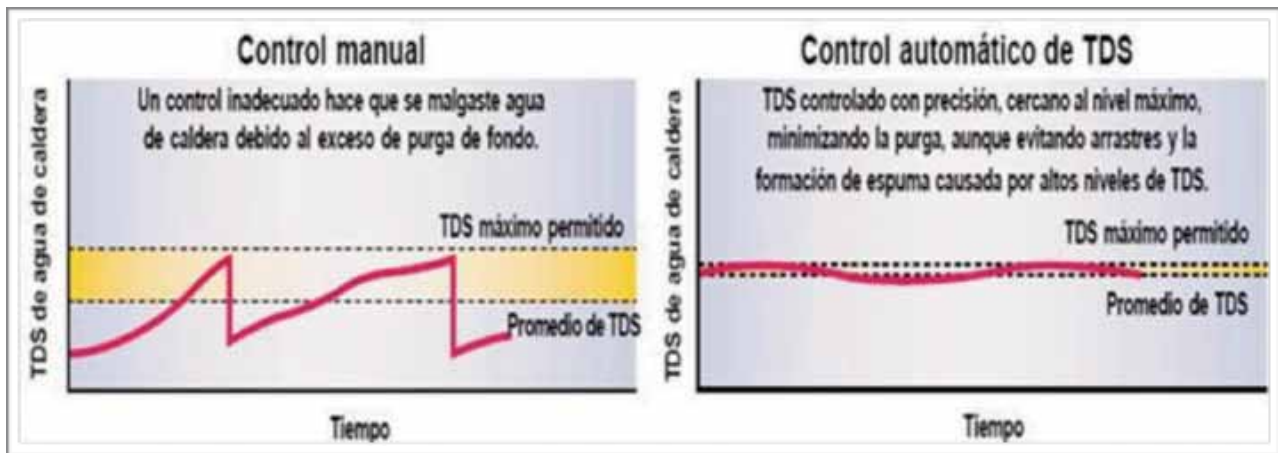 Control manual
TDS de agua de caldera
Un control inadecuado hace que se malgaste agua
de caldera debido al exceso de purga de fondo.
TDS máximo permitido
Promedio de TDS
Tiempo
Control automático de TDS
TDS de agua de caldera
TDS controlado con precisión, cercano al nivel máximo,
minimizando la purga, aunque evitando arrastres y la
formación de espuma causada por altos niveles de TDS.
TDS máximo permitido
Promedio de TDS
Tiempo